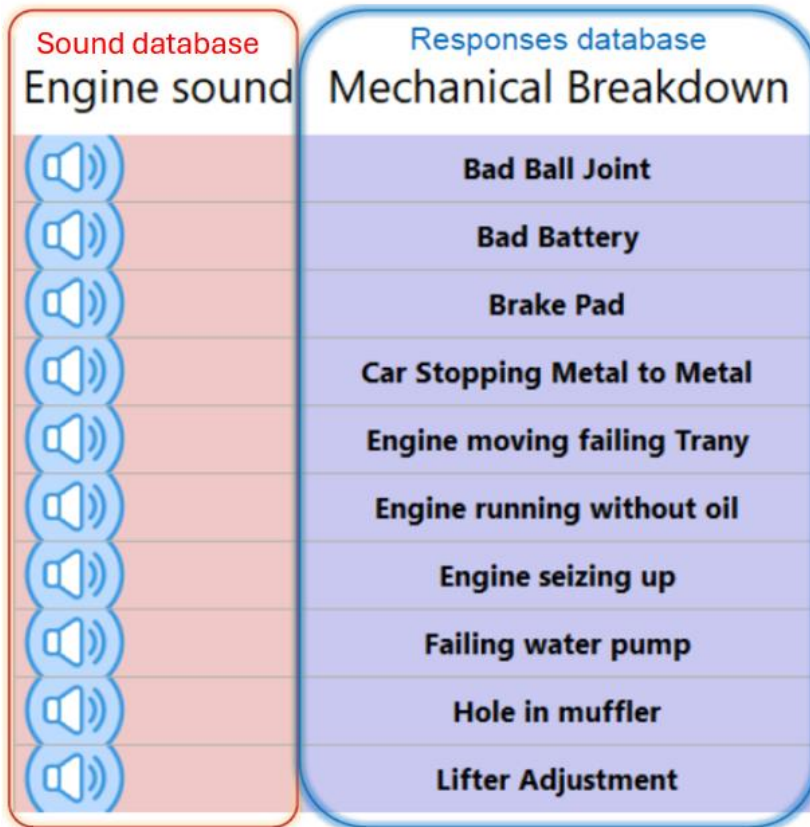 Sound database
Responses database
Engine sound
Mechanical Breakdown
Bad Ball Joint
Bad Battery
Brake Pad
Car Stopping Metal to Metal
Engine moving failing Trany
Engine running without oil
Engine seizing up
Failing water pump
Hole in muffler
Lifter Adjustment